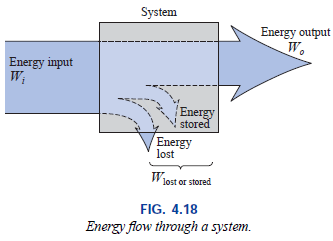 System
Energy output
Wo
Energy input
Wi
Energy
stored
Energy
lost
Wlost or stored
FIG. 4.18
Energy flow through a system.